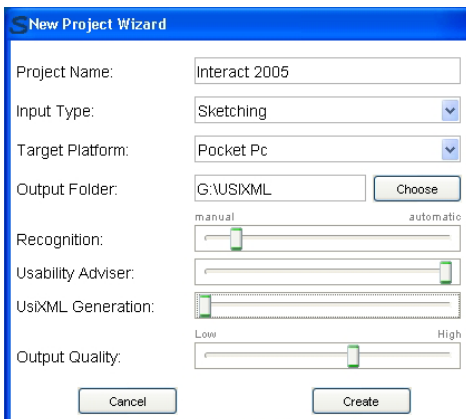 New Project Wizard
Project Name: Interact 2005
Input Type: Sketching
Target Platform: Pocket Pc
Output Folder: G:\USIXML Choose
manual automatic
Recognition:
Usability Adviser:
UsiXML Generation:
Low High
Output Quality:
Cancel Create